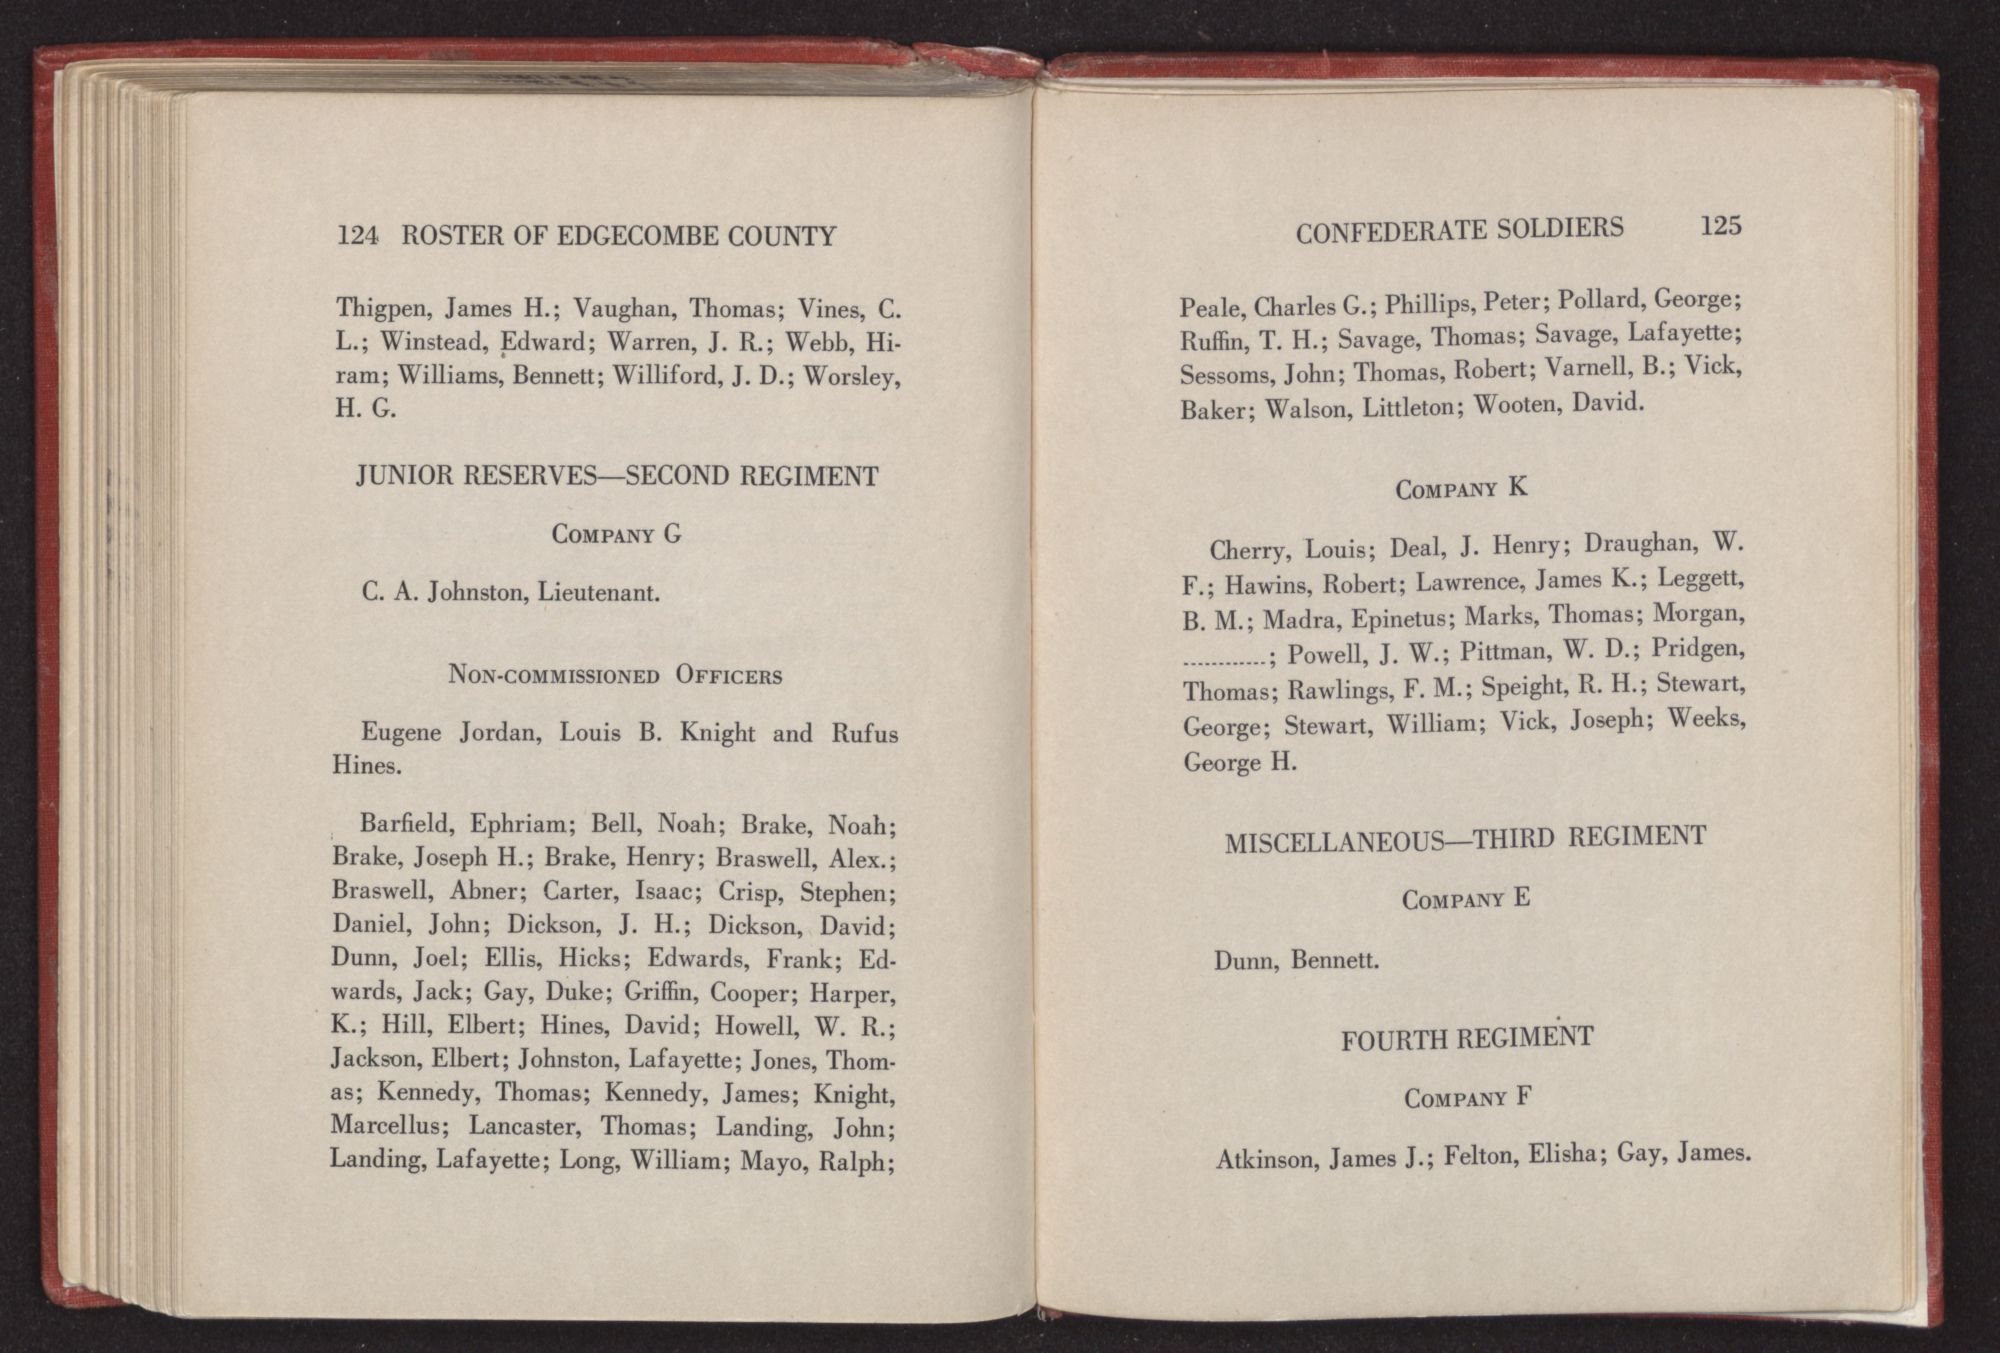 124 ROSTER OF EDGECOMBE COUNTY
Thigpen, James H.; Vaughan, Thomas; Vines, C.
L.; Winstead, Edward; Warren, J. R.; Webb, Hi-
ram; Williams, Bennett; Williford, J. D.; Worsley,
H. G.
JUNIOR RESERVES—SECOND REGIMENT
COMPANY G
C. A. Johnston, Lieutenant.
NON-COMMISSIONED OFFICERS
Eugene Jordan, Louis B. Knight and Rufus
Hines.
Barfield, Ephriam; Bell, Noah; Brake, Noah;
Brake, Joseph H.; Brake, Henry; Braswell, Alex.;
Braswell, Abner; Carter, Isaac; Crisp, Stephen;
Daniel, John; Dickson, J. H.; Dickson, David;
Dunn, Joel; Ellis, Hicks; Edwards, Frank; Ed-
wards, Jack; Gay, Duke; Griffin, Cooper; Harper,
K.; Hill, Elbert; Hines, David; Howell, W. R.;
Jackson, Elbert; Johnston, Lafayette; Jones, Thom-
as; Kennedy, Thomas; Kennedy, James; Knight,
Marcellus; Lancaster, Thomas; Landing, John;
Landing, Lafayette; Long, William; Mayo, Ralph;
CONFEDERATE SOLDIERS 125
Peale, Charles G.; Phillips, Peter; Pollard, George;
Ruffin, T. H.; Savage, Thomas; Savage, Lafayette;
Sessoms, John; Thomas, Robert; Varnell, B.; Vick,
Baker; Walson, Littleton; Wooten, David.
COMPANY K
Cherry, Louis; Deal, J. Henry; Draughan, W.
F.; Hawins, Robert; Lawrence, James K.; Leggett,
B. M.; Madra, Epinetus; Marks, Thomas; Morgan,
............; Powell, J. W.; Pittman, W. D.; Pridgen,
Thomas; Rawlings, F. M.; Speight, R. H.; Stewart,
George; Stewart, William; Vick, Joseph; Weeks,
George H.
MISCELLANEOUS—THIRD REGIMENT
COMPANY E
Dunn, Bennett.
FOURTH REGIMENT
COMPANY F
Atkinson, James J.; Felton, Elisha; Gay, James.